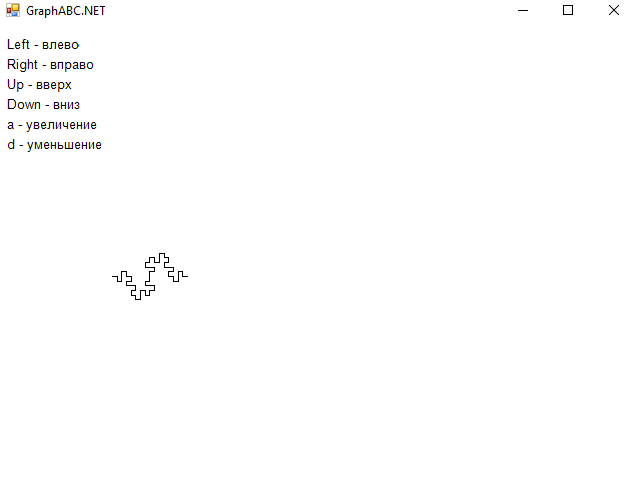 GraphABC.NET
Left - влево
Right - вправо
Up - вверх
Down - вниз
a - увеличение
d - уменьшение